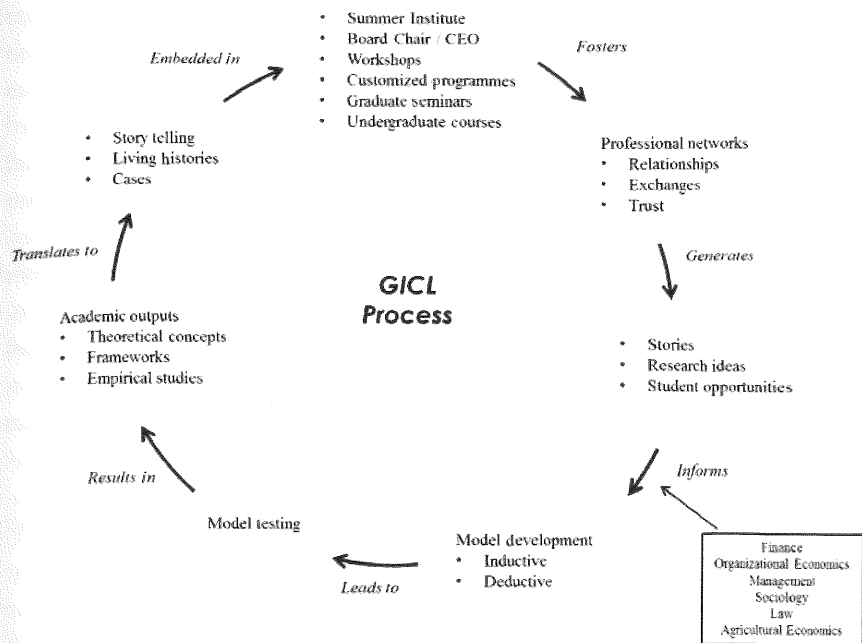 • Summer Institute
• Board Chair / CEO
• Workshops
• Customized programmes
• Graduate seminars
• Undergraduate courses
Fosters
Professional networks
• Relationships
• Exchanges
• Trust
Generates
• Stories
• Research ideas
• Student opportunities
Informs
Finance
Organizational Economics
Management
Sociology
Law
Agricultural Economics
Model development
• Inductive
• Deductive
Leads to
Model testing
Results in
Academic outputs
• Theoretical concepts
• Frameworks
• Empirical studies
Translates to
• Story telling
• Living histories
• Cases
Embedded in
GICL
Process